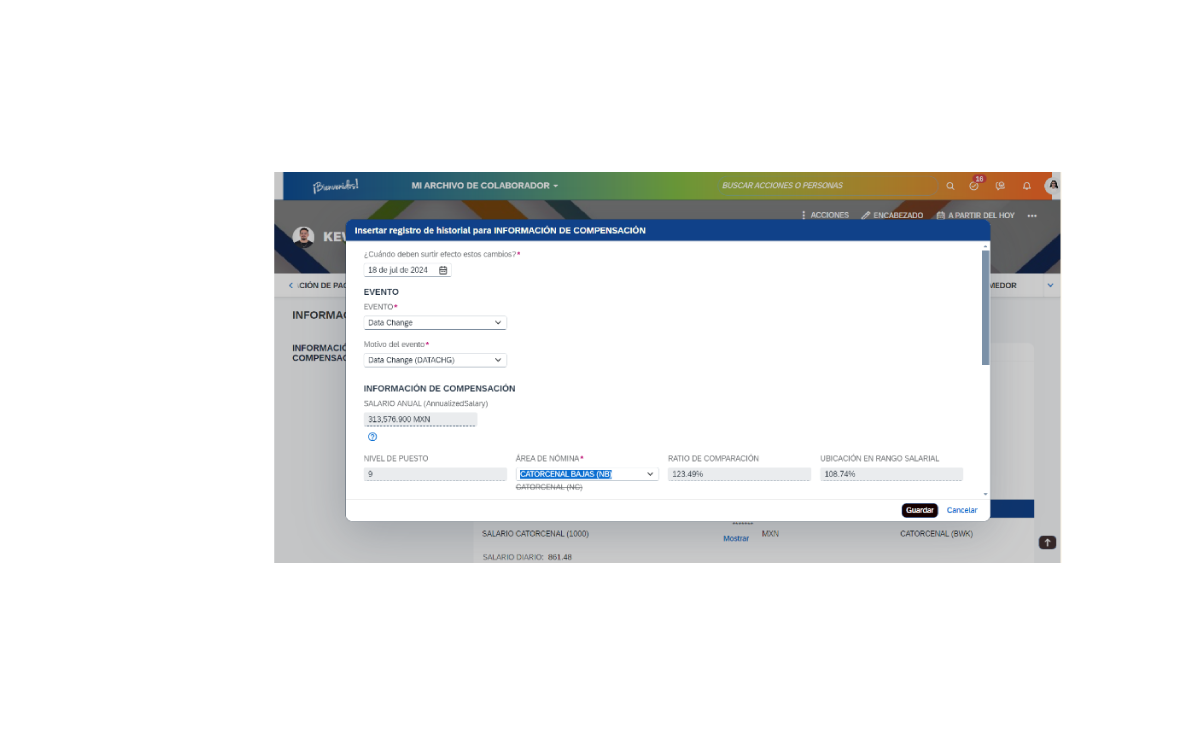 ¡Bienvenidos!
MI ARCHIVO DE COLABORADOR
BUSCAR ACCIONES O PERSONAS
16
ACCIONES
ENCABEZADO
A PARTIR DEL HOY
KEV
Insertar registro de historial para INFORMACIÓN DE COMPENSACIÓN
¿Cuándo deben surtir efecto estos cambios?*
18 de jul de 2024
CIÓN DE PAG
MEDOR
EVENTO
EVENTO*
INFORMA
Data Change
Motivo del evento*
INFORMACIÓ
COMPENSAC
Data Change (DATACHG)
INFORMACIÓN DE COMPENSACIÓN
SALARIO ANUAL (AnnualizedSalary)
313,576.900 MXN
NIVEL DE PUESTO
ÁREA DE NÓMINA*
RATIO DE COMPARACIÓN
UBICACIÓN EN RANGO SALARIAL
9
CATORCENAL BAJAS (NB)
123.49%
108.74%
CATORCENAL (NC)
Guardar
Cancelar
SALARIO CATORCENAL (1000)
Mostrar
MXN
CATORCENAL (BWK)
SALARIO DIARIO: 861.48